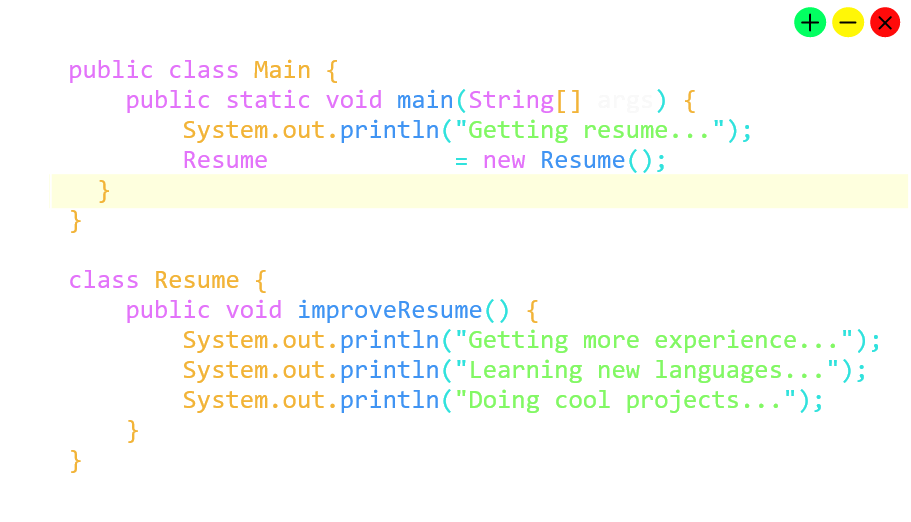 public class Main {
    public static void main(String[] args) {
        System.out.println("Getting resume...");
        Resume             = new Resume();
  }
}

class Resume {
    public void improveResume() {
        System.out.println("Getting more experience...");
        System.out.println("Learning new languages...");
        System.out.println("Doing cool projects...");
    }
}